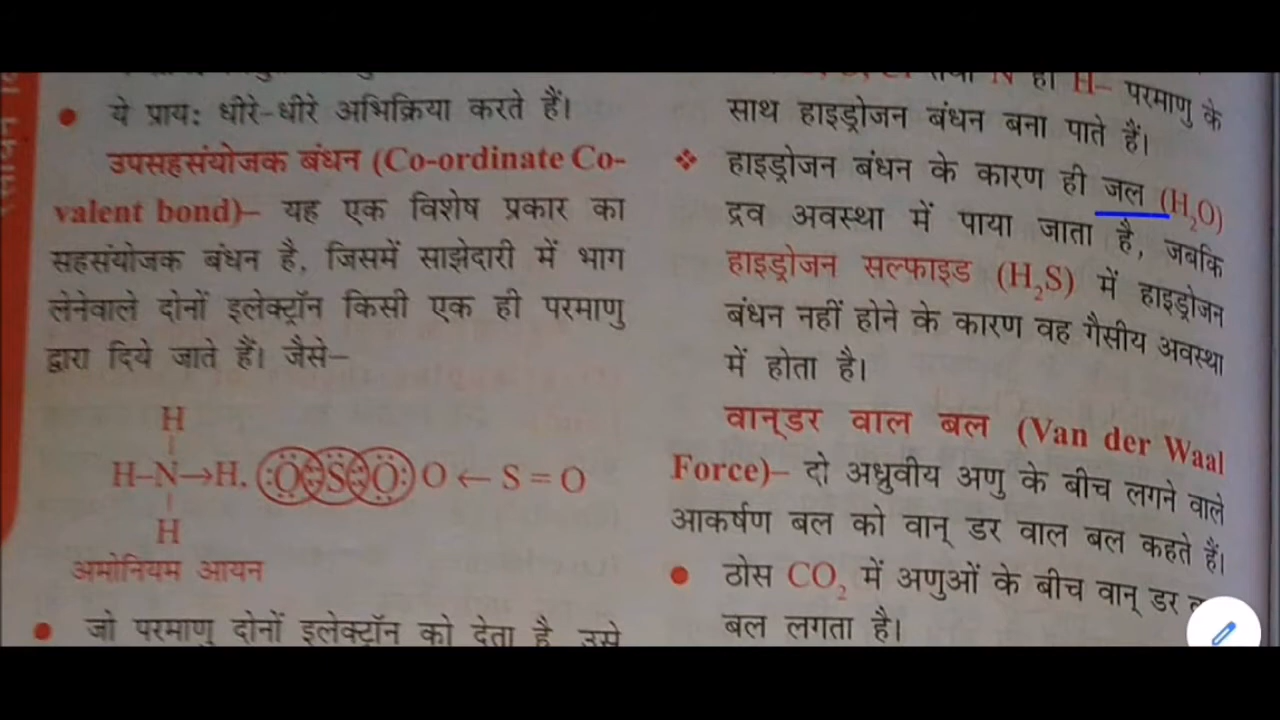 ये प्रायः धीरे-धीरे अभिक्रिया करते हैं।
उपसहसंयोजक बंधन (Co-ordinate Co-
valent bond)– यह एक विशेष प्रकार का
सहसंयोजक बंधन है, जिसमें साझेदारी में भाग
लेनेवाले दोनों इलेक्ट्रॉन किसी एक ही परमाणु
द्वारा दिये जाते हैं। जैसे–
H
H–N→H. O S O O ← S = O
H
अमोनियम आयन
जो परमाणु दोनों इलेक्ट्रॉन को देता है, उसे
तथा N ही H– परमाणु के
साथ हाइड्रोजन बंधन बना पाते हैं।
हाइड्रोजन बंधन के कारण ही जल (H₂O)
द्रव अवस्था में पाया जाता है, जबकि
हाइड्रोजन सल्फाइड (H₂S) में हाइड्रोजन
बंधन नहीं होने के कारण वह गैसीय अवस्था
में होता है।
वान्‌डर वाल बल (Van der Waal
Force)– दो अध्रुवीय अणु के बीच लगने वाले
आकर्षण बल को वान् डर वाल बल कहते हैं।
ठोस CO₂ में अणुओं के बीच वान् डर
बल लगता है।